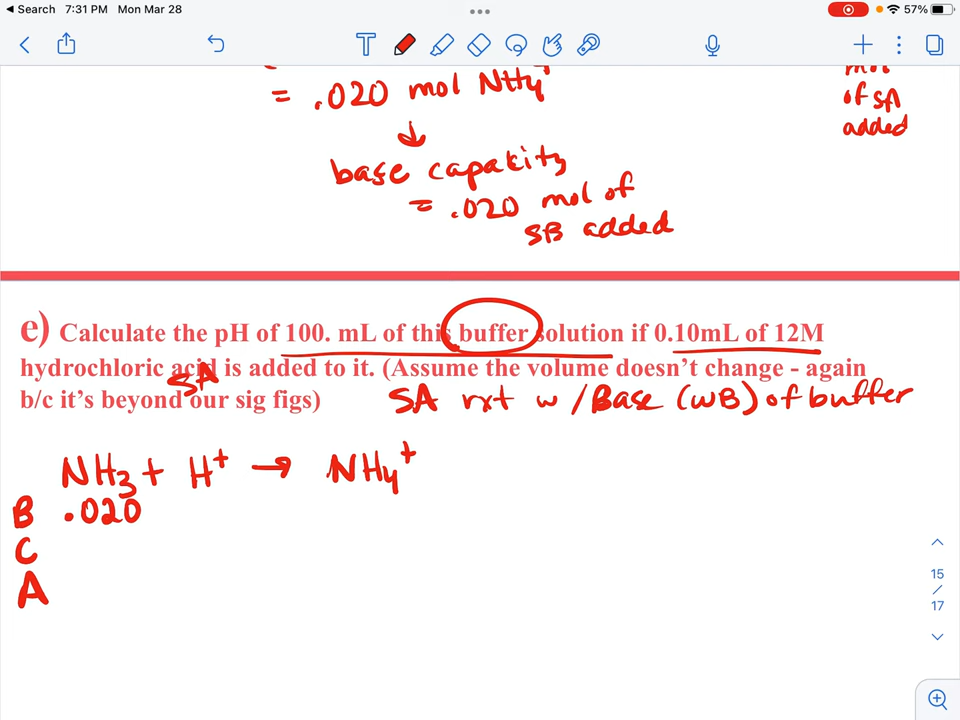 Search 7:31 PM Mon Mar 28
57%
T
= .020 mol NH4+
mol
of SA
added
base capacity
= .020 mol of
SB added
e) Calculate the pH of 100. mL of this buffer solution if 0.10mL of 12M
hydrochloric acid is added to it. (Assume the volume doesn't change - again
SA
b/c it's beyond our sig figs)
SA rxt w/Base (WB) of buffer
NH3 + H+ → NH4+
B .020
C
A
15
/
17